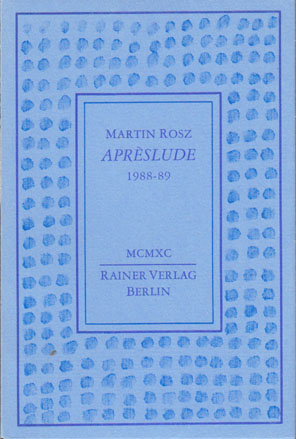 MARTIN ROSZ
APRÈSLUDE
1988-89
MCMXC
RAINER VERLAG
BERLIN